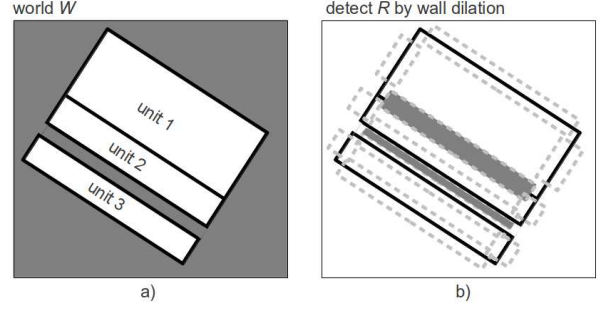 world W
detect R by wall dilation
unit 1
unit 2
unit 3
a)
b)